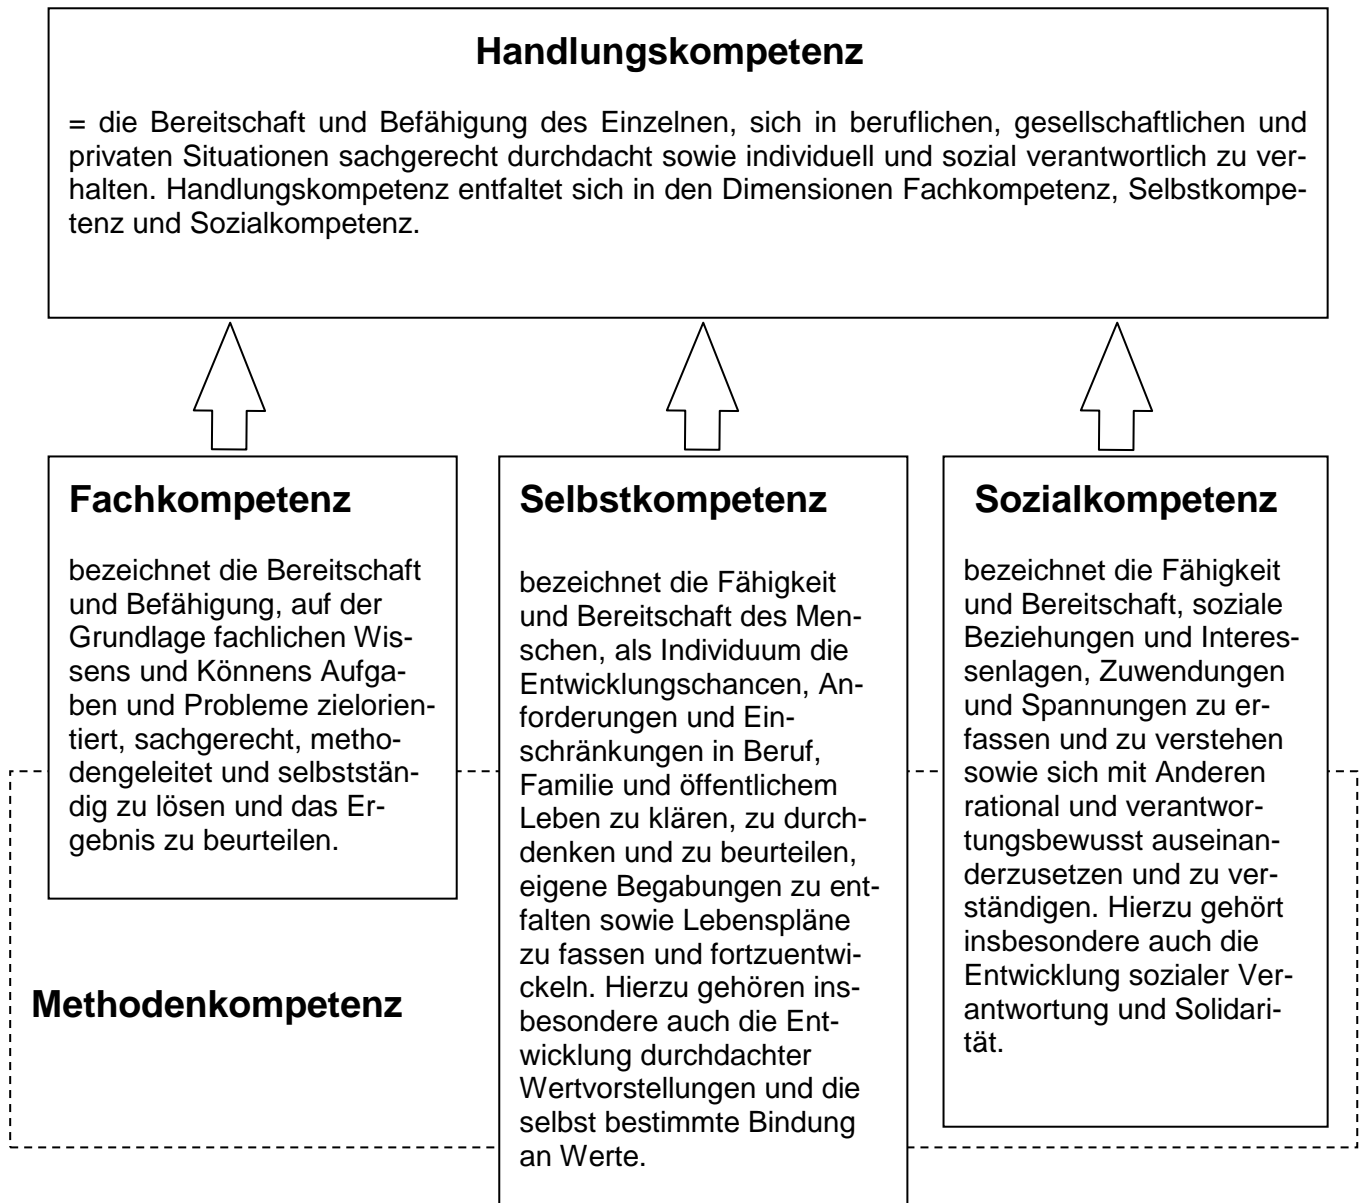 Handlungskompetenz
= die Bereitschaft und Befähigung des Einzelnen, sich in beruflichen, gesellschaftlichen und
privaten Situationen sachgerecht durchdacht sowie individuell und sozial verantwortlich zu ver-
halten. Handlungskompetenz entfaltet sich in den Dimensionen Fachkompetenz, Selbstkompe-
tenz und Sozialkompetenz.
Fachkompetenz
bezeichnet die Bereitschaft
und Befähigung, auf der
Grundlage fachlichen Wis-
sens und Könnens Aufga-
ben und Probleme zielorien-
tiert, sachgerecht, metho-
dengeleitet und selbststän-
dig zu lösen und das Er-
gebnis zu beurteilen.
Selbstkompetenz
bezeichnet die Fähigkeit
und Bereitschaft des Men-
schen, als Individuum die
Entwicklungschancen, An-
forderungen und Ein-
schränkungen in Beruf,
Familie und öffentlichem
Leben zu klären, zu durch-
denken und zu beurteilen,
eigene Begabungen zu ent-
falten sowie Lebenspläne
zu fassen und fortzuentwi-
ckeln. Hierzu gehören ins-
besondere auch die Ent-
wicklung durchdachter
Wertvorstellungen und die
selbst bestimmte Bindung
an Werte.
Sozialkompetenz
bezeichnet die Fähigkeit
und Bereitschaft, soziale
Beziehungen und Interes-
senlagen, Zuwendungen
und Spannungen zu er-
fassen und zu verstehen
sowie sich mit Anderen
rational und verantwor-
tungsbewusst auseinan-
derzusetzen und zu ver-
ständigen. Hierzu gehört
insbesondere auch die
Entwicklung sozialer Ver-
antwortung und Solidari-
tät.
Methodenkompetenz